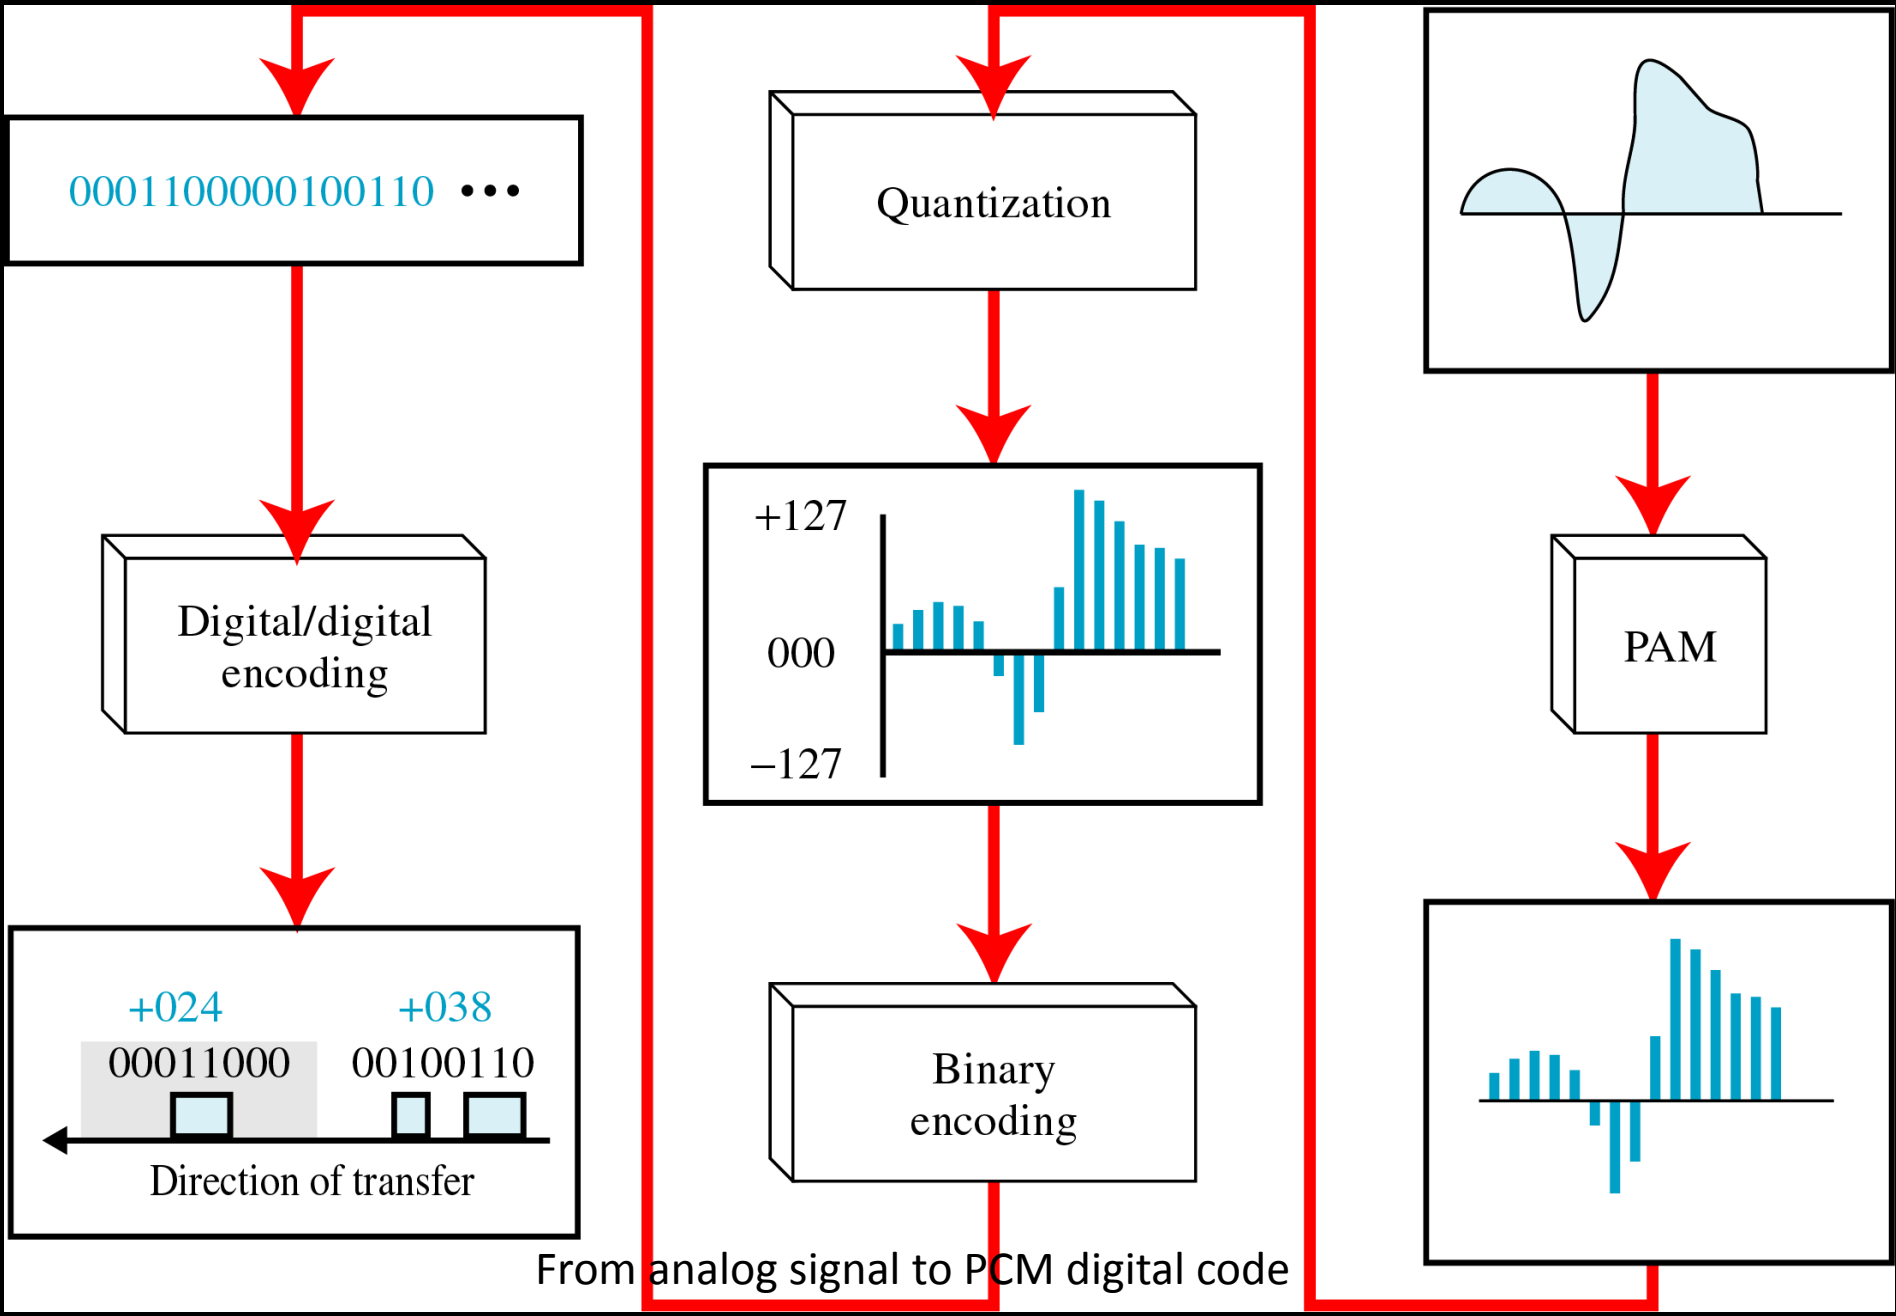 0001100000100110 •••
Digital/digital
encoding
+024 +038
00011000 00100110
Direction of transfer
Quantization
+127
000
−127
Binary
encoding
PAM
From analog signal to PCM digital code